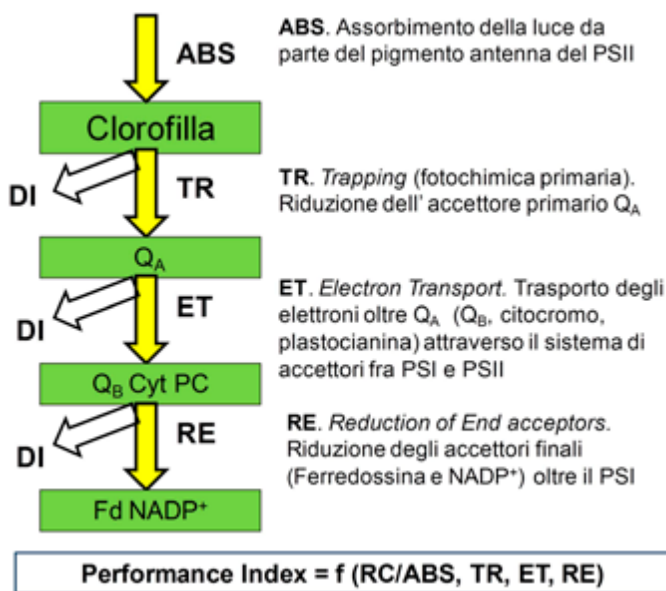 ABS
ABS. Assorbimento della luce da
parte del pigmento antenna del PSII
Clorofilla
DI
TR
TR. Trapping (fotochimica primaria).
Riduzione dell' accettore primario QA
QA
DI
ET
ET. Electron Transport. Trasporto degli
elettroni oltre QA (QB, citocromo,
plastocianina) attraverso il sistema di
accettori fra PSI e PSII
QB Cyt PC
DI
RE
RE. Reduction of End acceptors.
Riduzione degli accettori finali
(Ferredossina e NADP+) oltre il PSI
Fd NADP+
Performance Index = f (RC/ABS, TR, ET, RE)